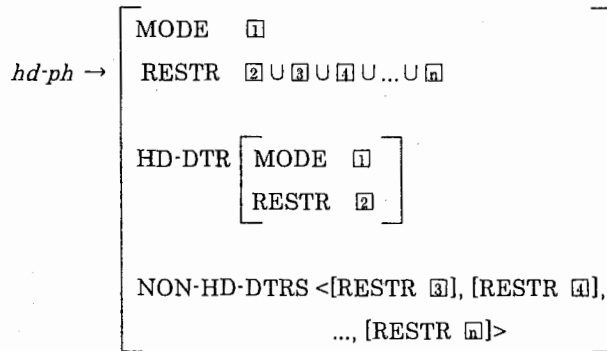 MODE 1
hd-ph → RESTR 2 ∪ 3 ∪ 4 ∪ ... ∪ n
HD-DTR MODE 1
RESTR 2
NON-HD-DTRS <[RESTR 3], [RESTR 4],
..., [RESTR n]>